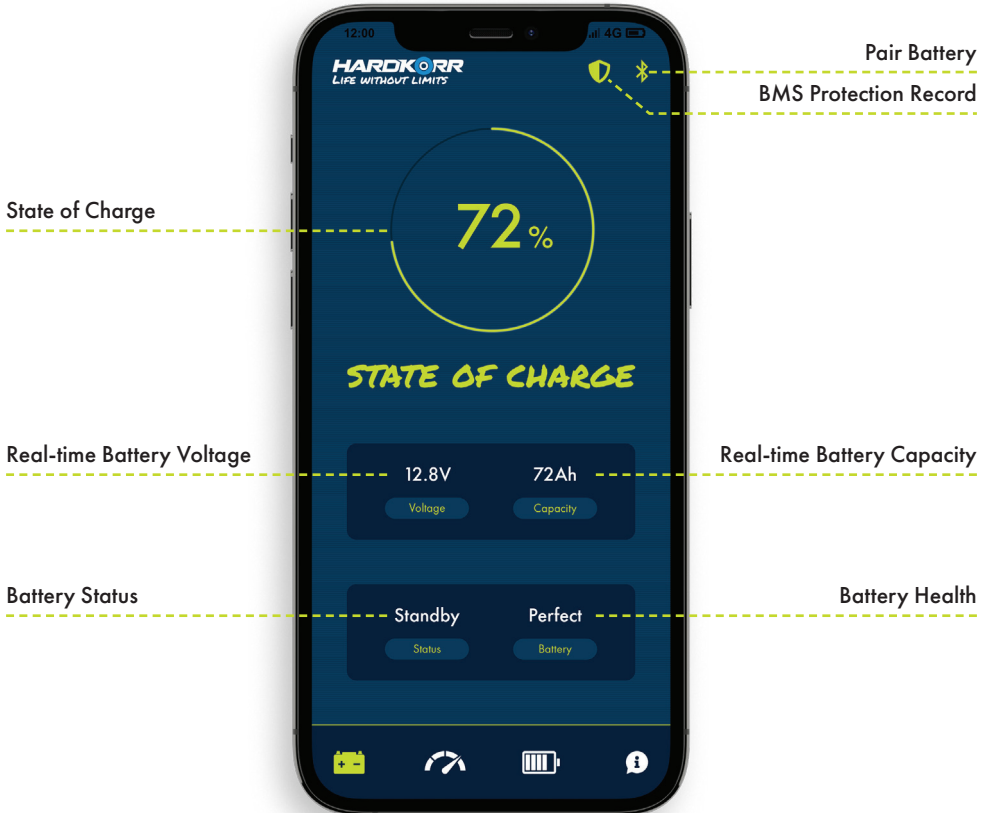 12:00
4G
HARDKORR
LIFE WITHOUT LIMITS
Pair Battery
BMS Protection Record
State of Charge
72%
STATE OF CHARGE
Real-time Battery Voltage
Real-time Battery Capacity
12.8V 72Ah
Voltage Capacity
Battery Status
Battery Health
Standby Perfect
Status Battery